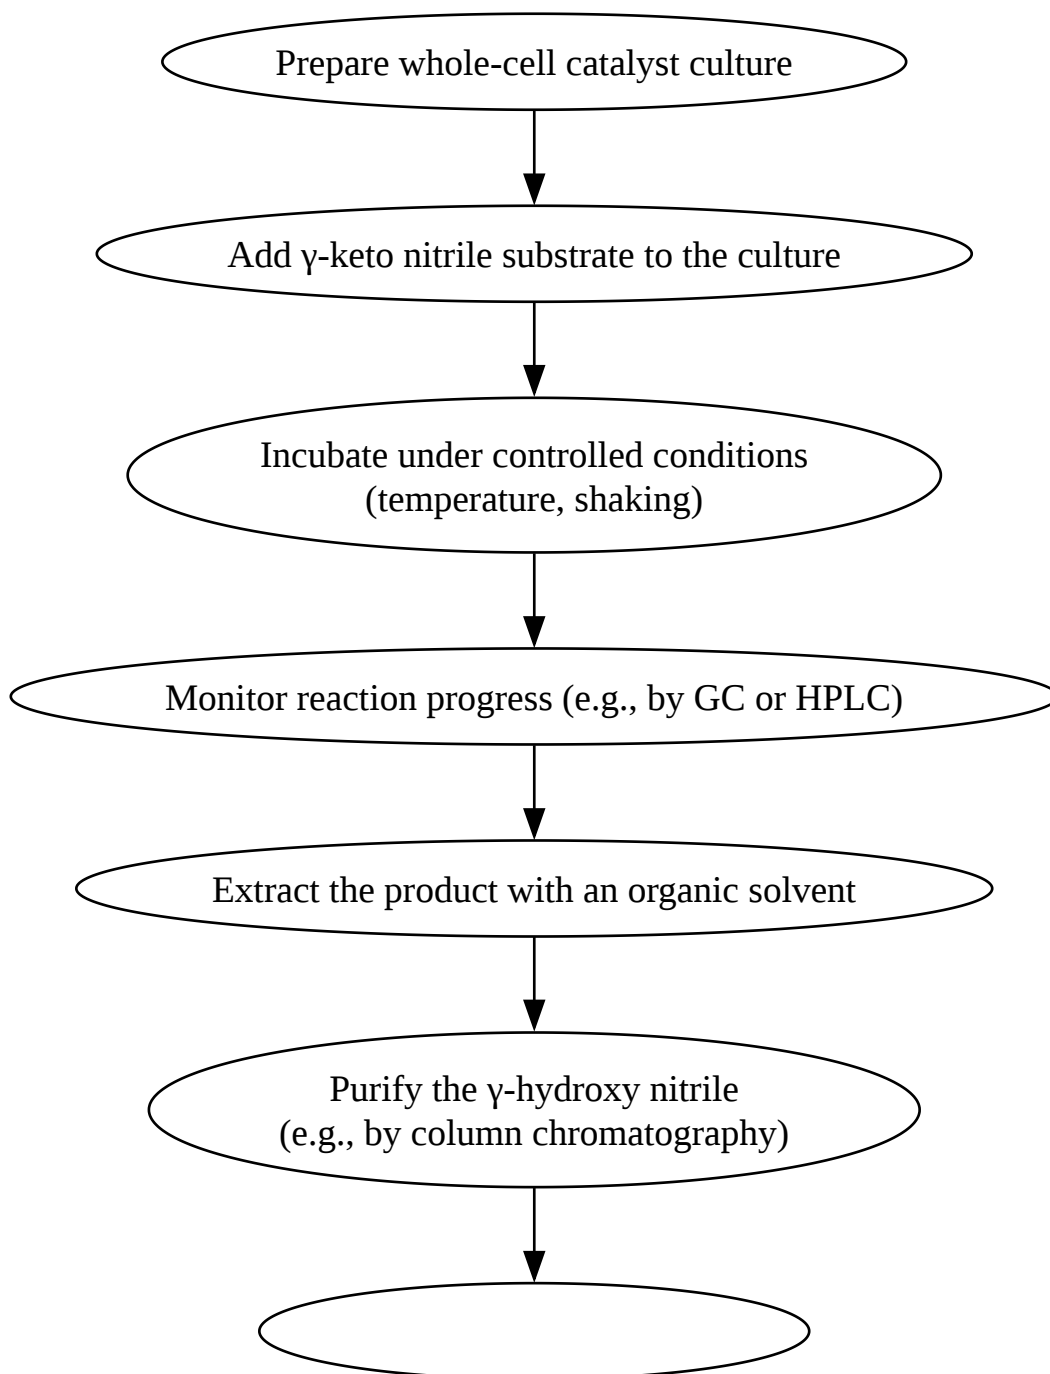 Prepare whole-cell catalyst culture
Add γ-keto nitrile substrate to the culture
Incubate under controlled conditions
(temperature, shaking)
Monitor reaction progress (e.g., by GC or HPLC)
Extract the product with an organic solvent
Purify the γ-hydroxy nitrile
(e.g., by column chromatography)